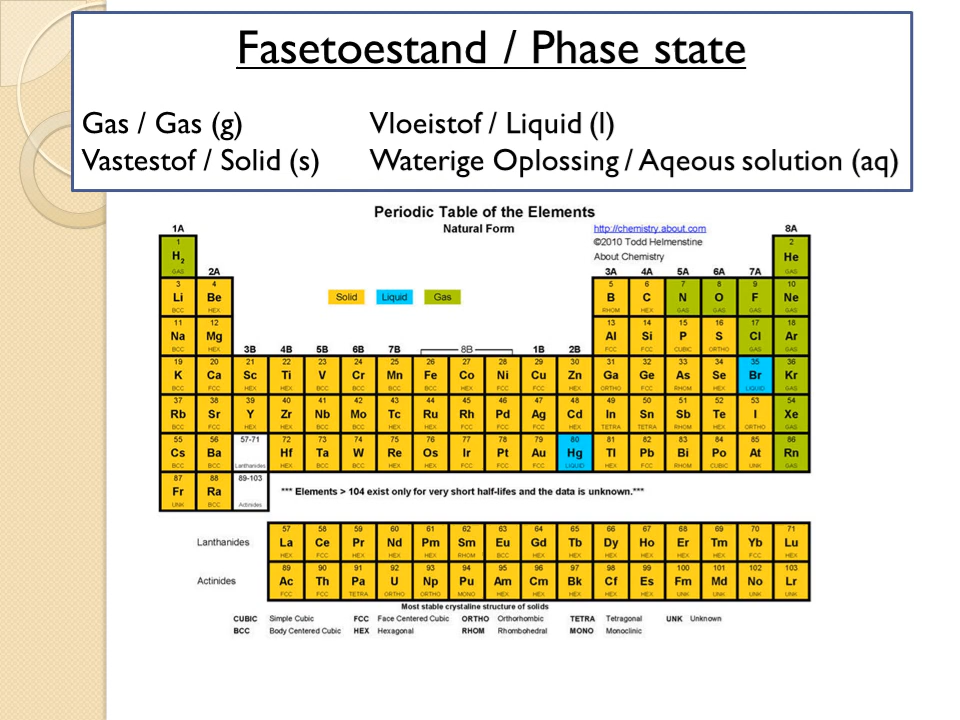 Fasetoestand / Phase state
Gas / Gas (g) Vloeistof / Liquid (l)
Vastestof / Solid (s) Waterige Oplossing / Aqeous solution (aq)
Periodic Table of the Elements
Natural Form
http://chemistry.about.com
©2010 Todd Helmenstine
About Chemistry
1A 8A
1 2
H2 He
GAS GAS
2A 3A 4A 5A 6A 7A
3 4 5 6 7 8 9 10
Li Be B C N O F Ne
BCC HEX RHOM HEX GAS GAS GAS GAS
Solid Liquid Gas
11 12 13 14 15 16 17 18
Na Mg Al Si P S Cl Ar
BCC HEX FCC FCC CUBIC ORTHO GAS GAS
3B 4B 5B 6B 7B 8B 1B 2B
19 20 21 22 23 24 25 26 27 28 29 30 31 32 33 34 35 36
K Ca Sc Ti V Cr Mn Fe Co Ni Cu Zn Ga Ge As Se Br Kr
BCC FCC HEX HEX BCC BCC BCC BCC HEX FCC FCC HEX ORTHO FCC RHOM HEX LIQUID GAS
37 38 39 40 41 42 43 44 45 46 47 48 49 50 51 52 53 54
Rb Sr Y Zr Nb Mo Tc Ru Rh Pd Ag Cd In Sn Sb Te I Xe
BCC FCC HEX HEX BCC BCC HEX HEX FCC FCC FCC HEX TETRA TETRA RHOM HEX ORTHO GAS
55 56 57-71 72 73 74 75 76 77 78 79 80 81 82 83 84 85 86
Cs Ba Lanthanides Hf Ta W Re Os Ir Pt Au Hg Tl Pb Bi Po At Rn
BCC BCC HEX BCC BCC HEX HEX FCC FCC FCC LIQUID HEX FCC RHOM CUBIC UNK GAS
87 88 89-103
Fr Ra Actinides
UNK BCC
*** Elements > 104 exist only for very short half-lifes and the data is unknown.***
57 58 59 60 61 62 63 64 65 66 67 68 69 70 71
Lanthanides La Ce Pr Nd Pm Sm Eu Gd Tb Dy Ho Er Tm Yb Lu
HEX FCC HEX HEX HEX RHOM BCC HEX HEX HEX HEX HEX HEX FCC HEX
89 90 91 92 93 94 95 96 97 98 99 100 101 102 103
Actinides Ac Th Pa U Np Pu Am Cm Bk Cf Es Fm Md No Lr
FCC FCC TETRA ORTHO ORTHO MONO HEX HEX HEX HEX HEX UNK UNK UNK UNK
Most stable crystaline structure of solids
CUBIC Simple Cubic FCC Face Centered Cubic ORTHO Orthorhombic TETRA Tetragonal UNK Unknown
BCC Body Centered Cubic HEX Hexagonal RHOM Rhombohedral MONO Monoclinic